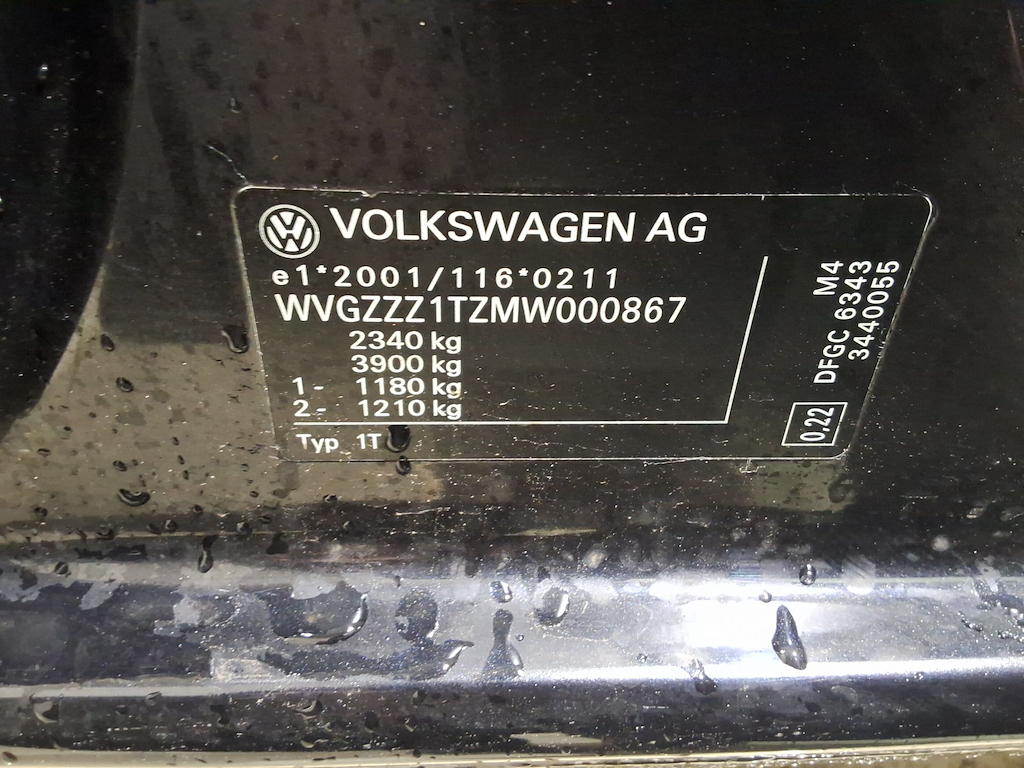 VOLKSWAGEN AG
e1*2001/116*0211
WVGZZZ1TZMW000867
2340 kg
3900 kg
1 - 1180 kg
2 - 1210 kg
Typ 1T
M4
DFGC 6343
3440055
0,22